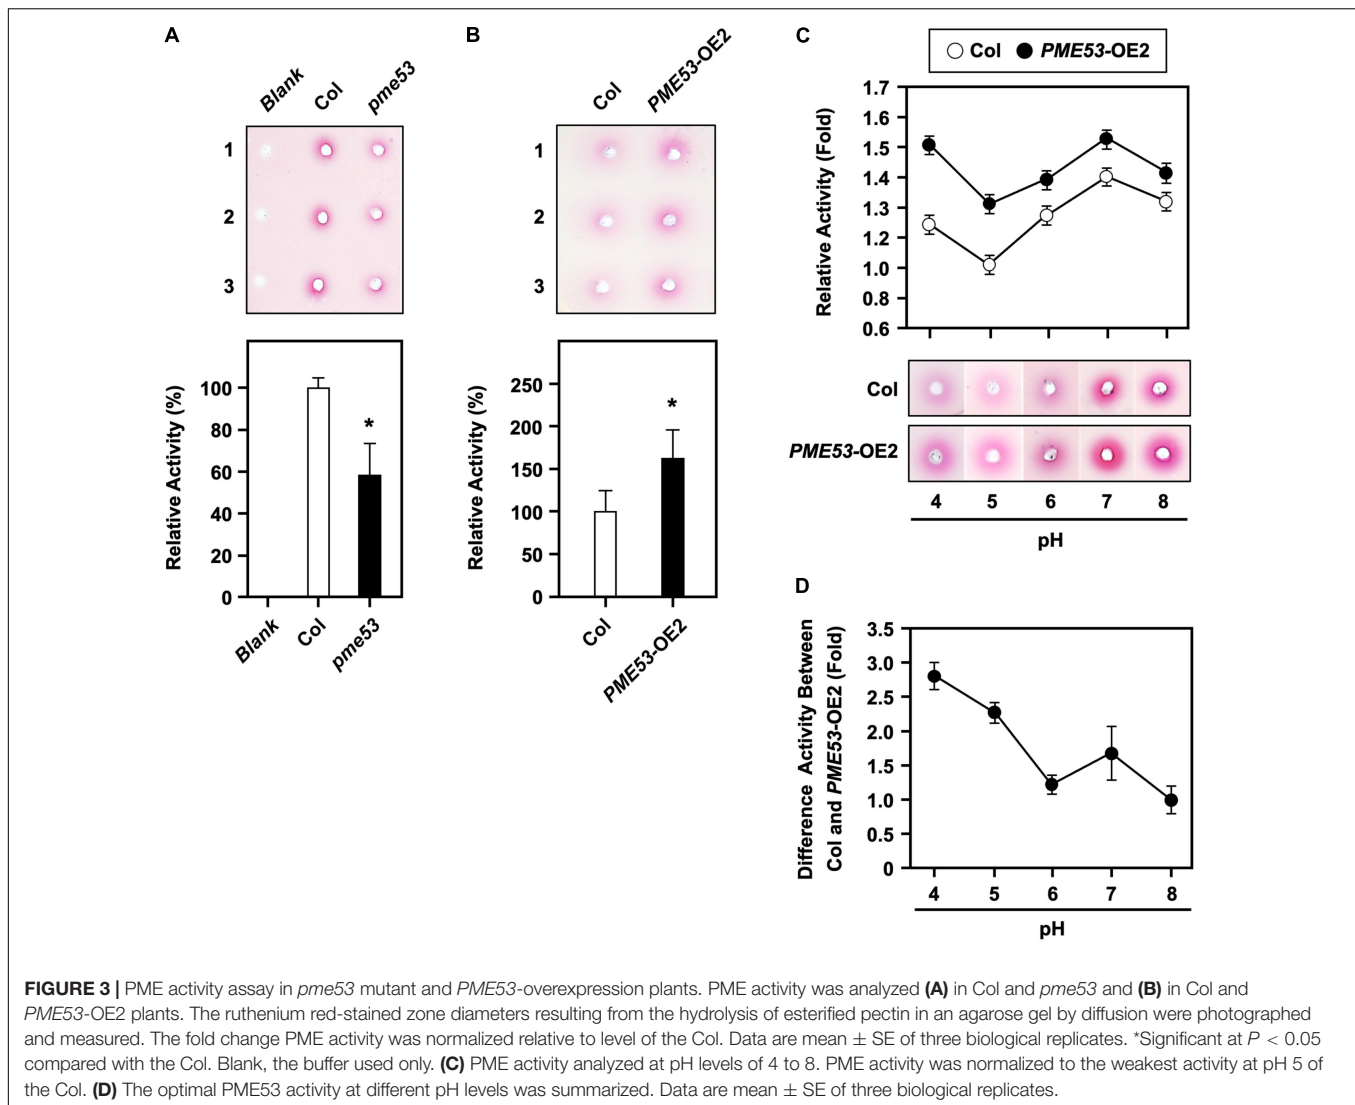 A
Blank Col pme53
1
2
3
Relative Activity (%)
100
80
60
40
20
0
*
Blank Col pme53
B
Col PME53-OE2
1
2
3
Relative Activity (%)
250
200
150
100
50
0
*
Col PME53-OE2
C
Col PME53-OE2
Relative Activity (Fold)
1.7
1.6
1.5
1.4
1.3
1.2
1.0
0.8
0.6
Col
PME53-OE2
4 5 6 7 8
pH
D
Difference Activity Between
Col and PME53-OE2 (Fold)
3.5
3.0
2.5
2.0
1.5
1.0
0.5
0
4 5 6 7 8
pH
FIGURE 3 | PME activity assay in pme53 mutant and PME53-overexpression plants. PME activity was analyzed (A) in Col and pme53 and (B) in Col and
PME53-OE2 plants. The ruthenium red-stained zone diameters resulting from the hydrolysis of esterified pectin in an agarose gel by diffusion were photographed
and measured. The fold change PME activity was normalized relative to level of the Col. Data are mean ± SE of three biological replicates. *Significant at P < 0.05
compared with the Col. Blank, the buffer used only. (C) PME activity analyzed at pH levels of 4 to 8. PME activity was normalized to the weakest activity at pH 5 of
the Col. (D) The optimal PME53 activity at different pH levels was summarized. Data are mean ± SE of three biological replicates.